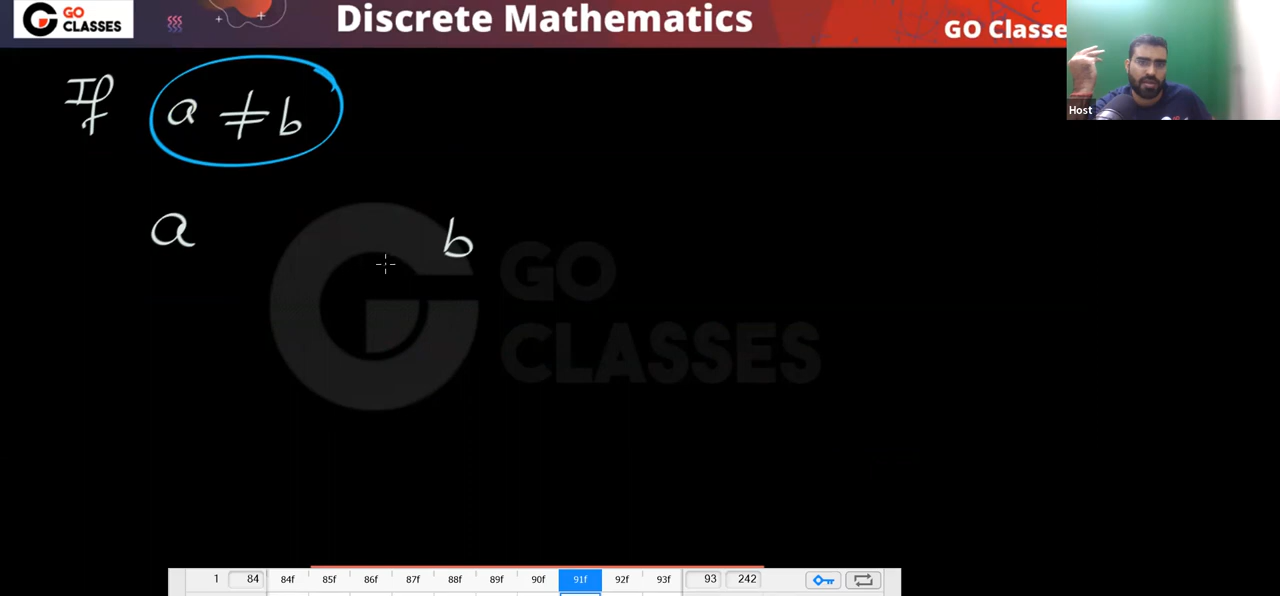 GO CLASSES
Discrete Mathematics
GO Classe
Host
If a ≠ b
a b
GO
CLASSES
1 84 84f 85f 86f 87f 88f 89f 90f 91f 92f 93f 93 242